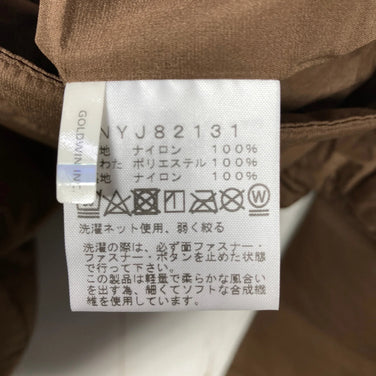 NYJ82131
地 ナイロン 100%
わた ポリエステル 100%
地 ナイロン 100%
GOLDWIN INC.
洗濯ネット使用、弱く絞る
洗濯の際は、必ず面ファスナー・
ファスナー・ボタンを止めた状態
で行って下さい。
この製品は軽量で柔らかな風合い
を出す為、細くてソフトな合成繊
維を使用しています。